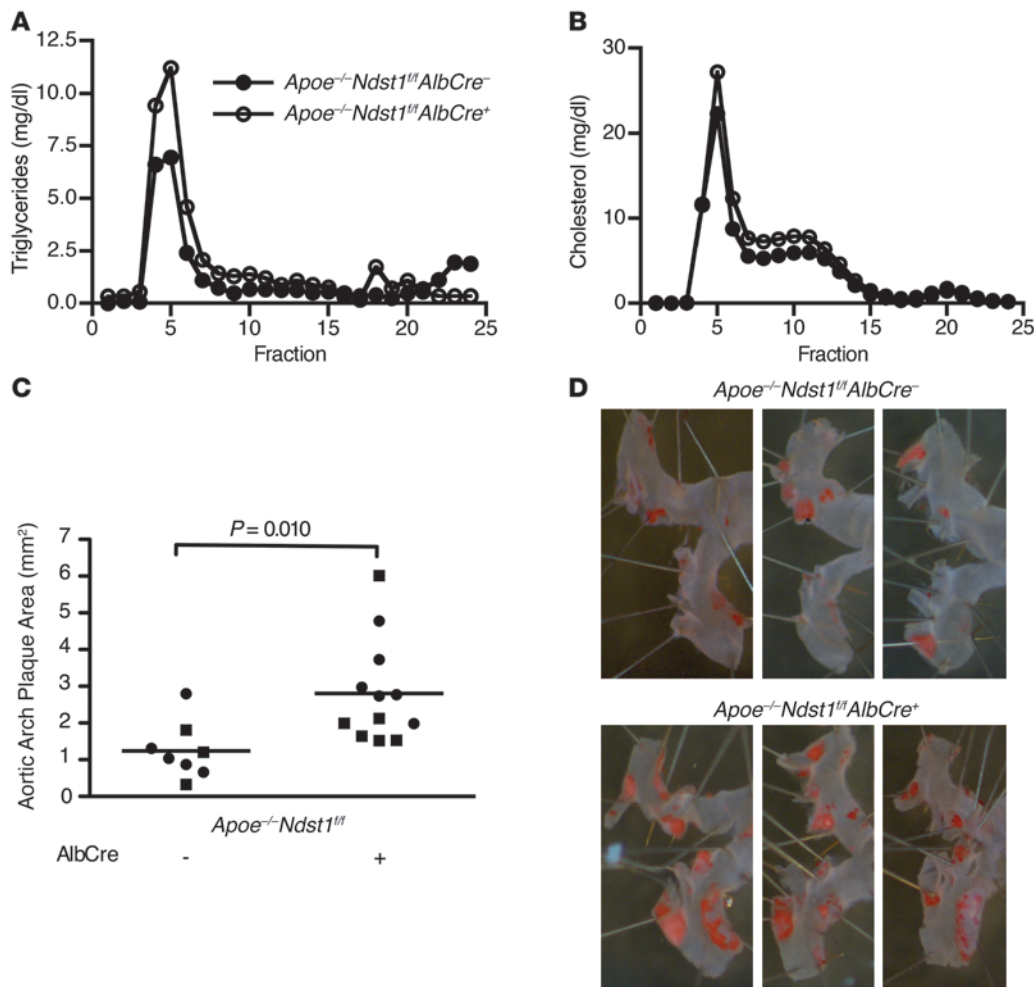 A
12.5
10.0
7.5
5.0
2.5
0.0
Triglycerides (mg/dl)
0 5 10 15 20 25
Fraction
Apoe⁻/⁻Ndst1f/fAlbCre⁻
Apoe⁻/⁻Ndst1f/fAlbCre⁺
B
30
20
10
0
Cholesterol (mg/dl)
0 5 10 15 20 25
Fraction
C
P = 0.010
7
6
5
4
3
2
1
0
Aortic Arch Plaque Area (mm²)
Apoe⁻/⁻Ndst1f/f
AlbCre - +
D
Apoe⁻/⁻Ndst1f/fAlbCre⁻
Apoe⁻/⁻Ndst1f/fAlbCre⁺